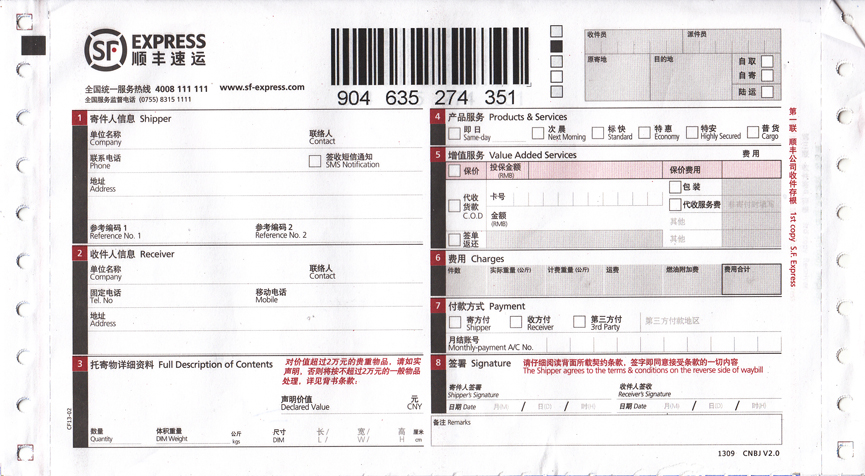 SF EXPRESS
顺丰速运
全国统一服务热线 4008 111 111 www.sf-express.com
全国服务监督电话 (0755) 8315 1111
904 635 274 351
收件员 派件员
原寄地 目的地
自取
自寄
陆运
1 寄件人信息 Shipper
单位名称 联络人
Company Contact
联系电话 签收短信通知
Phone SMS Notification
地址
Address
参考编码 1 参考编码 2
Reference No. 1 Reference No. 2
2 收件人信息 Receiver
单位名称 联络人
Company Contact
固定电话 移动电话
Tel. No Mobile
地址
Address
3 托寄物详细资料 Full Description of Contents
对价值超过2万元的贵重物品,请如实
声明,否则将按不超过2万元的一般物品
处理,详见背书条款:
声明价值 元
Declared Value CNY
数量 体积重量 公斤 尺寸 长 / 宽 / 高 厘米
Quantity DIM Weight kgs DIM L / W / H cm
CF13-02
4 产品服务 Products & Services
即日 次晨 标快 特惠 特安 普货
Same-day Next Morning Standard Economy Highly Secured Cargo
5 增值服务 Value Added Services 费用
保价 投保金额 保价费用
(RMB)
代收 卡号 包装
货款 代收服务费 非寄付时填写
C.O.D 金额 其他
(RMB)
签单 其他
返还
6 费用 Charges
件数 实际重量(公斤) 计费重量(公斤) 运费 燃油附加费 费用合计
7 付款方式 Payment
寄方付 收方付 第三方付 第三方付款地区
Shipper Receiver 3rd Party
月结账号
Monthly-payment A/C No.
8 签署 Signature 请仔细阅读背面所载契约条款,签字即同意接受条款的一切内容
The Shipper agrees to the terms & conditions on the reverse side of waybill
寄件人签署 收件人签收
Shipper's Signature Receiver's Signature
日期 Date 月(M) / 日(D) / 时(H) 日期 Date 月(M) / 日(D) / 时(H)
备注 Remarks
1309 CNBJ V2.0
第一联 顺丰公司收件存根 1st copy S.F. Express